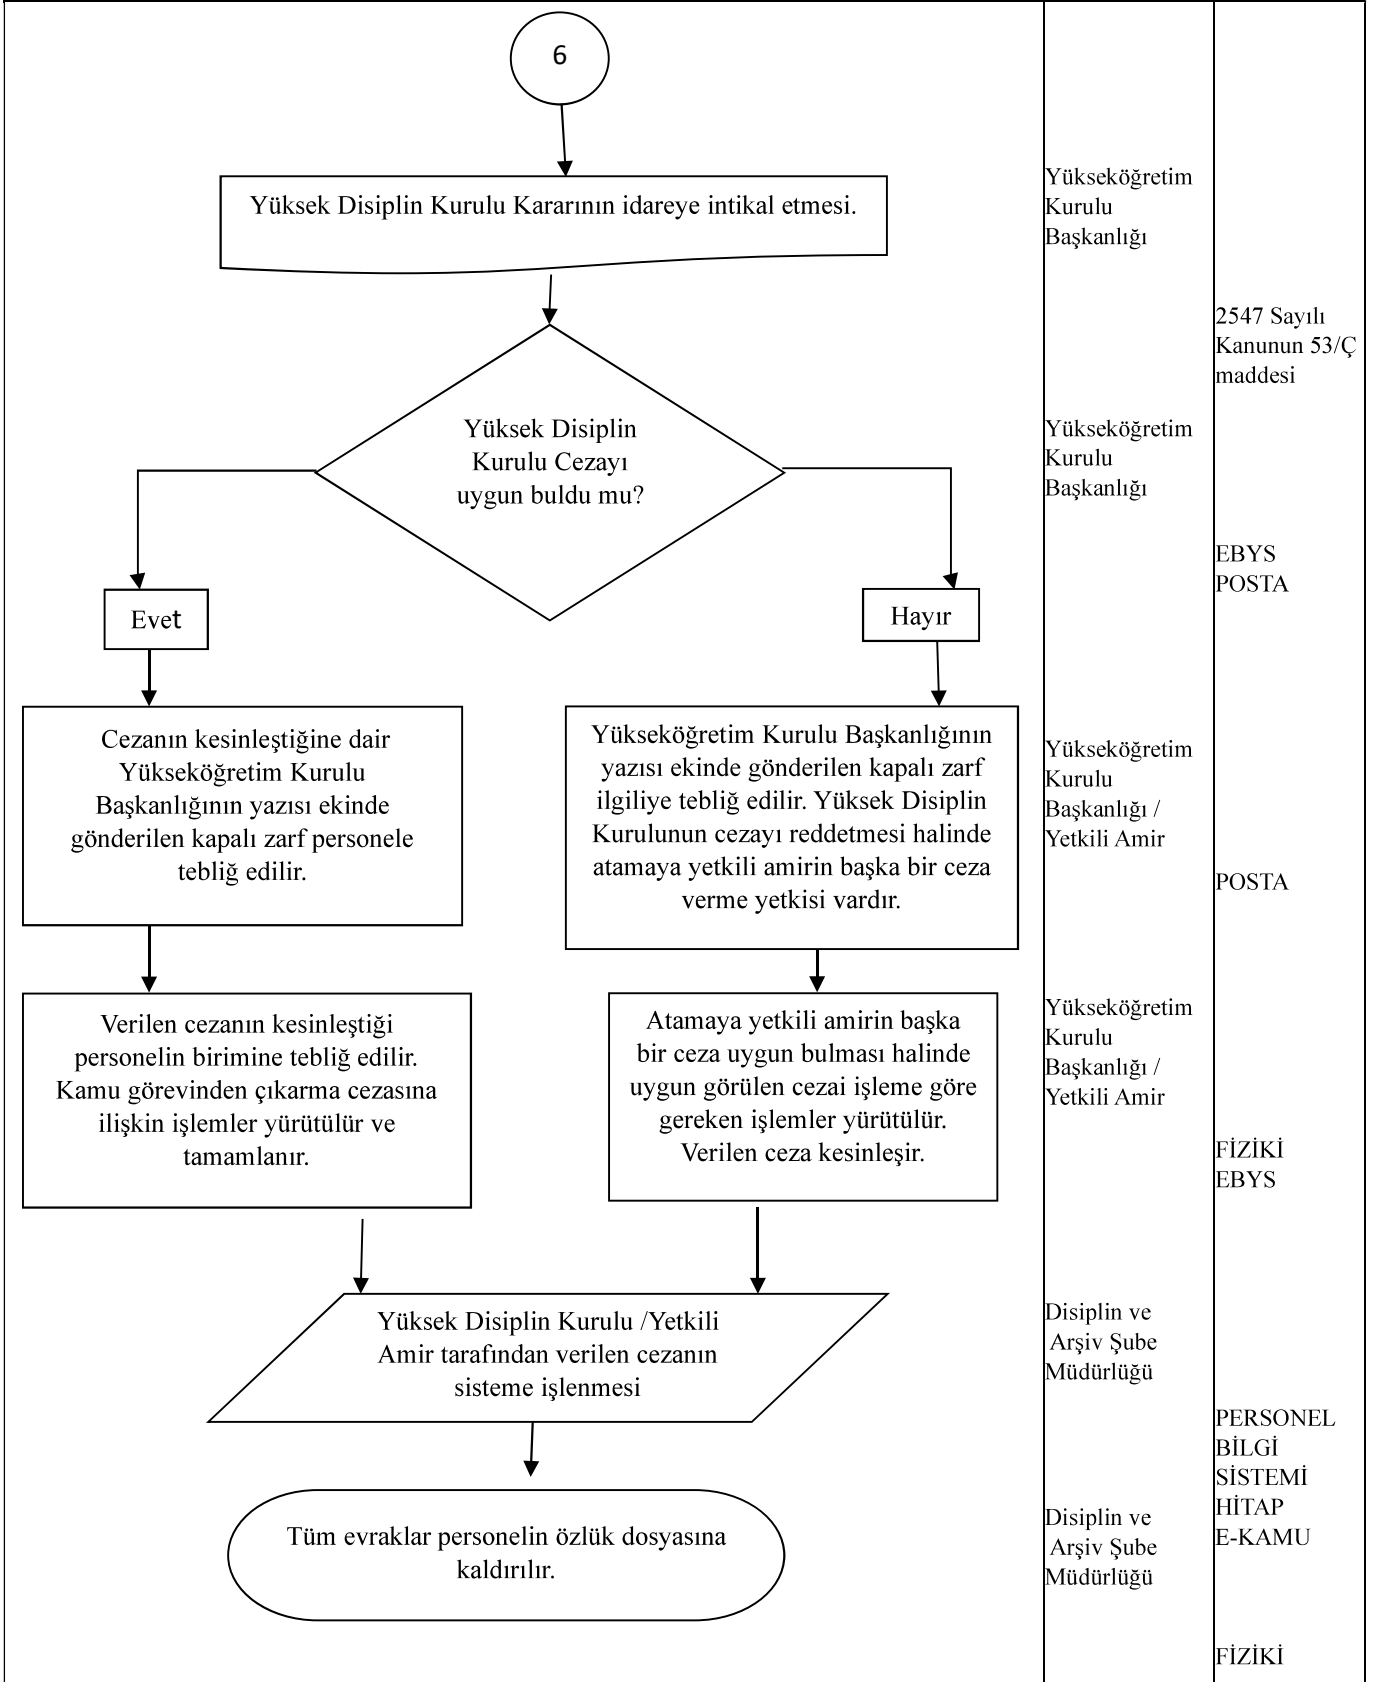 6
Yüksek Disiplin Kurulu Kararının idareye intikal etmesi.
Yükseköğretim
Kurulu
Başkanlığı
2547 Sayılı
Kanunun 53/Ç
maddesi
Yüksek Disiplin
Kurulu Cezayı
uygun buldu mu?
Yükseköğretim
Kurulu
Başkanlığı
EBYS
POSTA
Evet
Hayır
Cezanın kesinleştiğine dair
Yükseköğretim Kurulu
Başkanlığının yazısı ekinde
gönderilen kapalı zarf personele
tebliğ edilir.
Yükseköğretim Kurulu Başkanlığının
yazısı ekinde gönderilen kapalı zarf
ilgiliye tebliğ edilir. Yüksek Disiplin
Kurulunun cezayı reddetmesi halinde
atamaya yetkili amirin başka bir ceza
verme yetkisi vardır.
Yükseköğretim
Kurulu
Başkanlığı /
Yetkili Amir
POSTA
Verilen cezanın kesinleştiği
personelin birimine tebliğ edilir.
Kamu görevinden çıkarma cezasına
ilişkin işlemler yürütülür ve
tamamlanır.
Atamaya yetkili amirin başka
bir ceza uygun bulması halinde
uygun görülen cezai işleme göre
gereken işlemler yürütülür.
Verilen ceza kesinleşir.
Yükseköğretim
Kurulu
Başkanlığı /
Yetkili Amir
FİZİKİ
EBYS
Yüksek Disiplin Kurulu /Yetkili
Amir tarafından verilen cezanın
sisteme işlenmesi
Disiplin ve
Arşiv Şube
Müdürlüğü
PERSONEL
BİLGİ
SİSTEMİ
HİTAP
E-KAMU
Tüm evraklar personelin özlük dosyasına
kaldırılır.
Disiplin ve
Arşiv Şube
Müdürlüğü
FİZİKİ